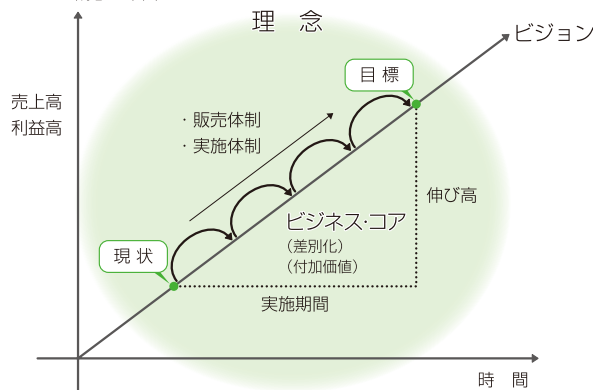 理　念
ビジョン
目 標
売上高
利益高
・販売体制
・実施体制
伸び高
ビジネス・コア
（差別化）
（付加価値）
現 状
実施期間
時　間